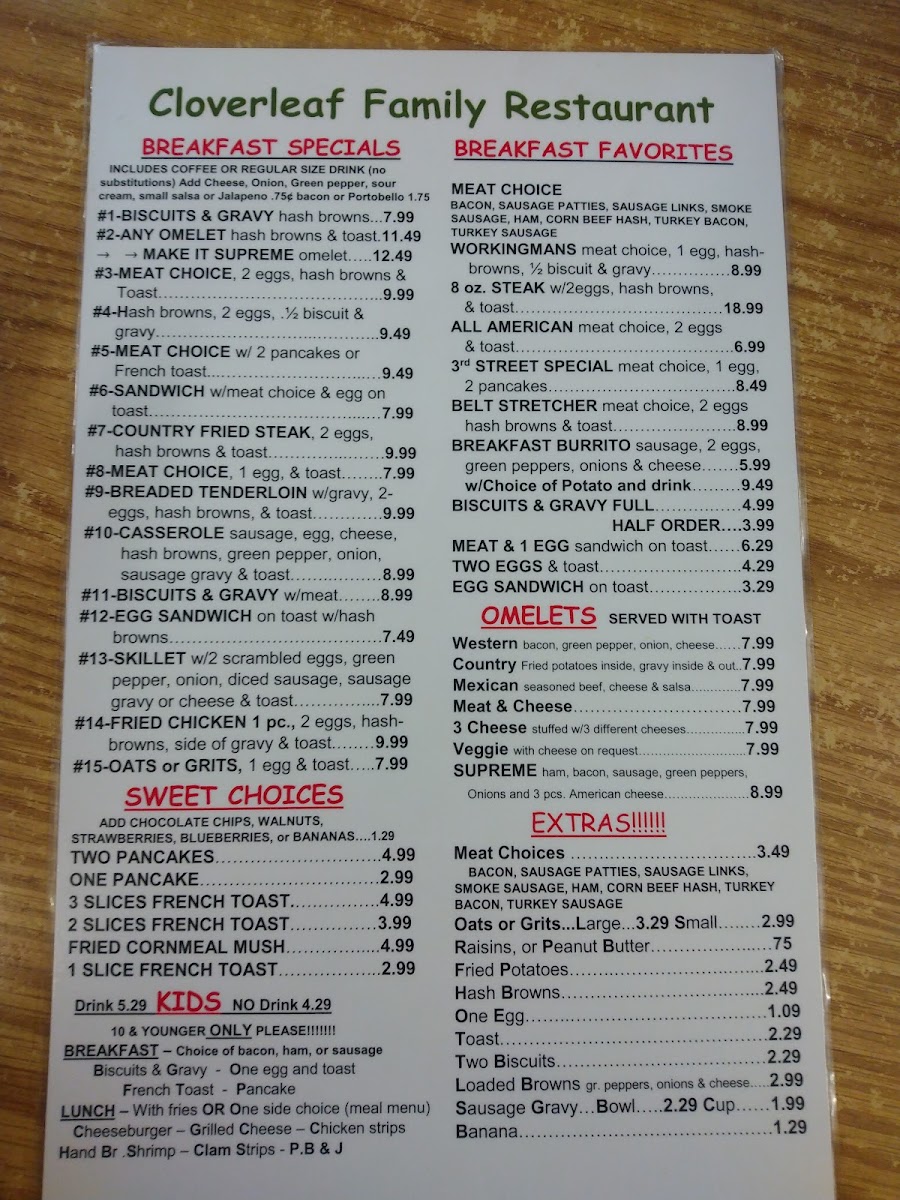 Cloverleaf Family Restaurant
BREAKFAST SPECIALS
INCLUDES COFFEE OR REGULAR SIZE DRINK (no
substitutions) Add Cheese, Onion, Green pepper, sour
cream, small salsa or Jalapeno .75¢ bacon or Portobello 1.75
#1-BISCUITS & GRAVY hash browns...7.99
#2-ANY OMELET hash browns & toast.11.49
→ → MAKE IT SUPREME omelet.....12.49
#3-MEAT CHOICE, 2 eggs, hash browns &
Toast.......................................9.99
#4-Hash browns, 2 eggs, .½ biscuit &
gravy.......................................9.49
#5-MEAT CHOICE w/ 2 pancakes or
French toast..............................9.49
#6-SANDWICH w/meat choice & egg on
toast........................................7.99
#7-COUNTRY FRIED STEAK, 2 eggs,
hash browns & toast....................9.99
#8-MEAT CHOICE, 1 egg, & toast.......7.99
#9-BREADED TENDERLOIN w/gravy, 2-
eggs, hash browns, & toast............9.99
#10-CASSEROLE sausage, egg, cheese,
hash browns, green pepper, onion,
sausage gravy & toast................8.99
#11-BISCUITS & GRAVY w/meat.......8.99
#12-EGG SANDWICH on toast w/hash
browns.........................................7.49
#13-SKILLET w/2 scrambled eggs, green
pepper, onion, diced sausage, sausage
gravy or cheese & toast...............7.99
#14-FRIED CHICKEN 1 pc., 2 eggs, hash-
browns, side of gravy & toast........9.99
#15-OATS or GRITS, 1 egg & toast.....7.99
SWEET CHOICES
ADD CHOCOLATE CHIPS, WALNUTS,
STRAWBERRIES, BLUEBERRIES, or BANANAS....1.29
TWO PANCAKES............................4.99
ONE PANCAKE..............................2.99
3 SLICES FRENCH TOAST...............4.99
2 SLICES FRENCH TOAST...............3.99
FRIED CORNMEAL MUSH................4.99
1 SLICE FRENCH TOAST.................2.99
Drink 5.29 KIDS NO Drink 4.29
10 & YOUNGER ONLY PLEASE!!!!!!!
BREAKFAST – Choice of bacon, ham, or sausage
Biscuits & Gravy - One egg and toast
French Toast - Pancake
LUNCH – With fries OR One side choice (meal menu)
Cheeseburger – Grilled Cheese – Chicken strips
Hand Br .Shrimp – Clam Strips - P.B & J
BREAKFAST FAVORITES
MEAT CHOICE
BACON, SAUSAGE PATTIES, SAUSAGE LINKS, SMOKE
SAUSAGE, HAM, CORN BEEF HASH, TURKEY BACON,
TURKEY SAUSAGE
WORKINGMANS meat choice, 1 egg, hash-
browns, ½ biscuit & gravy.............8.99
8 oz. STEAK w/2eggs, hash browns,
& toast.....................................18.99
ALL AMERICAN meat choice, 2 eggs
& toast.......................................6.99
3rd STREET SPECIAL meat choice, 1 egg,
2 pancakes.................................8.49
BELT STRETCHER meat choice, 2 eggs
hash browns & toast....................8.99
BREAKFAST BURRITO sausage, 2 eggs,
green peppers, onions & cheese.......5.99
w/Choice of Potato and drink.........9.49
BISCUITS & GRAVY FULL...............4.99
HALF ORDER....3.99
MEAT & 1 EGG sandwich on toast......6.29
TWO EGGS & toast.........................4.29
EGG SANDWICH on toast................3.29
OMELETS SERVED WITH TOAST
Western bacon, green pepper, onion, cheese......7.99
Country Fried potatoes inside, gravy inside & out..7.99
Mexican seasoned beef, cheese & salsa............7.99
Meat & Cheese..............................7.99
3 Cheese stuffed w/3 different cheeses..............7.99
Veggie with cheese on request..........................7.99
SUPREME ham, bacon, sausage, green peppers,
Onions and 3 pcs. American cheese....................8.99
EXTRAS!!!!!!
Meat Choices .................................3.49
BACON, SAUSAGE PATTIES, SAUSAGE LINKS,
SMOKE SAUSAGE, HAM, CORN BEEF HASH, TURKEY
BACON, TURKEY SAUSAGE
Oats or Grits...Large...3.29 Small........2.99
Raisins, or Peanut Butter......................75
Fried Potatoes..................................2.49
Hash Browns....................................2.49
One Egg...........................................1.09
Toast................................................2.29
Two Biscuits.....................................2.29
Loaded Browns gr. peppers, onions & cheese.....2.99
Sausage Gravy...Bowl.....2.29 Cup......1.99
Banana.............................................1.29